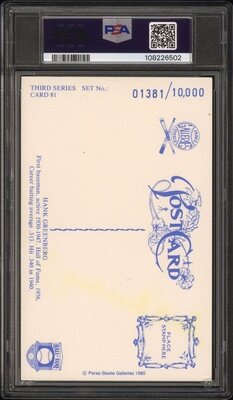 PSA
108226502
THIRD SERIES SET No.:
CARD 81
01381/10,000
POSTCARD
HANK GREENBERG
First baseman, active 1930-1947, Hall of Fame, 1956.
Career batting average .313. Hit .340 in 1940.
PLACE
STAMP HERE
© Perez-Steele Galleries 1980